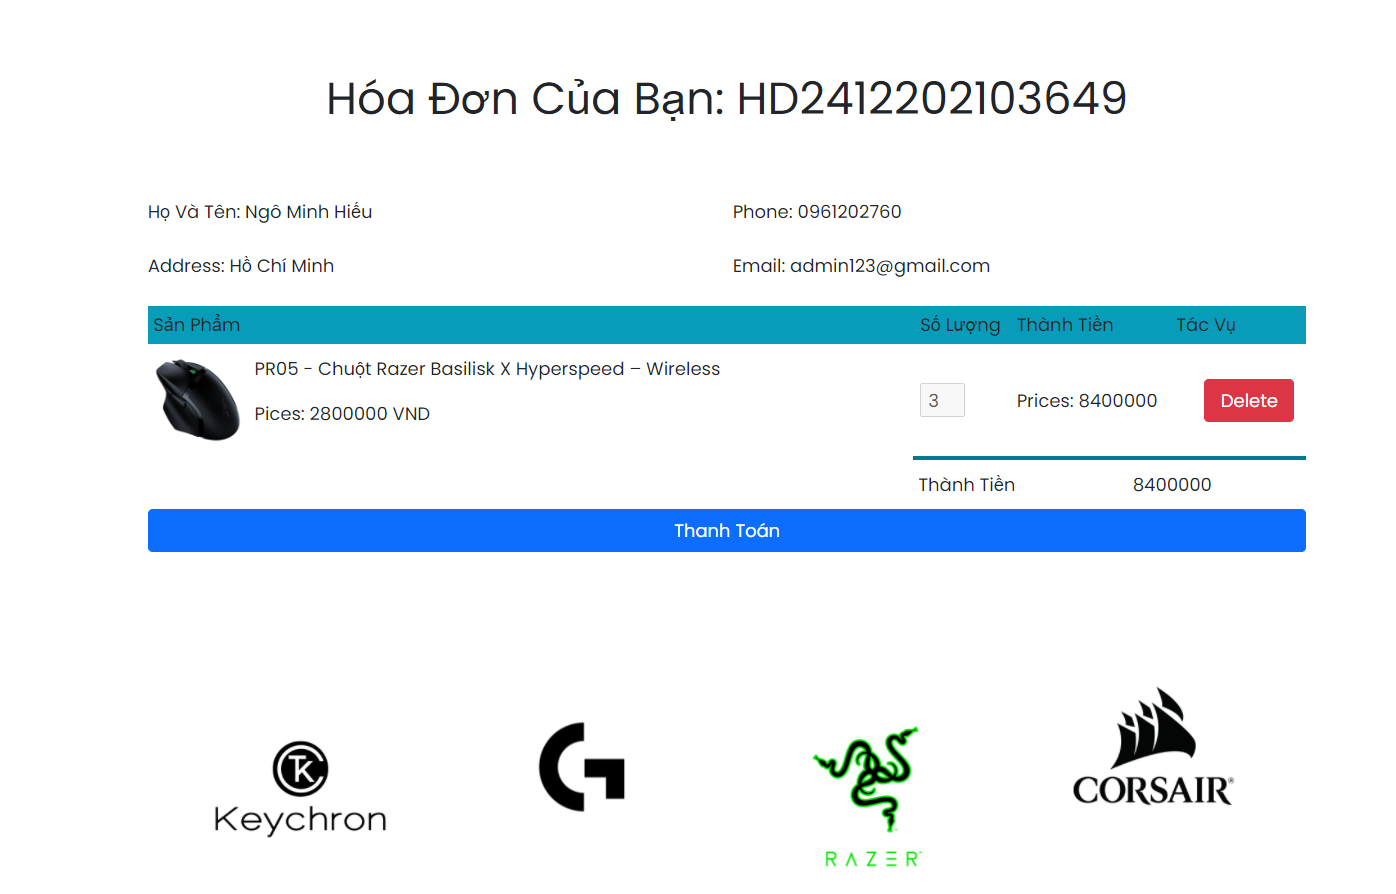 Hóa Đơn Của Bạn: HD2412202103649
Họ Và Tên: Ngô Minh Hiếu
Phone: 0961202760
Address: Hồ Chí Minh
Email: admin123@gmail.com
Sản Phẩm Số Lượng Thành Tiền Tác Vụ
PR05 - Chuột Razer Basilisk X Hyperspeed – Wireless
Pices: 2800000 VND
3 Prices: 8400000 Delete
Thành Tiền 8400000
Thanh Toán
Keychron
RAZER™
CORSAIR®